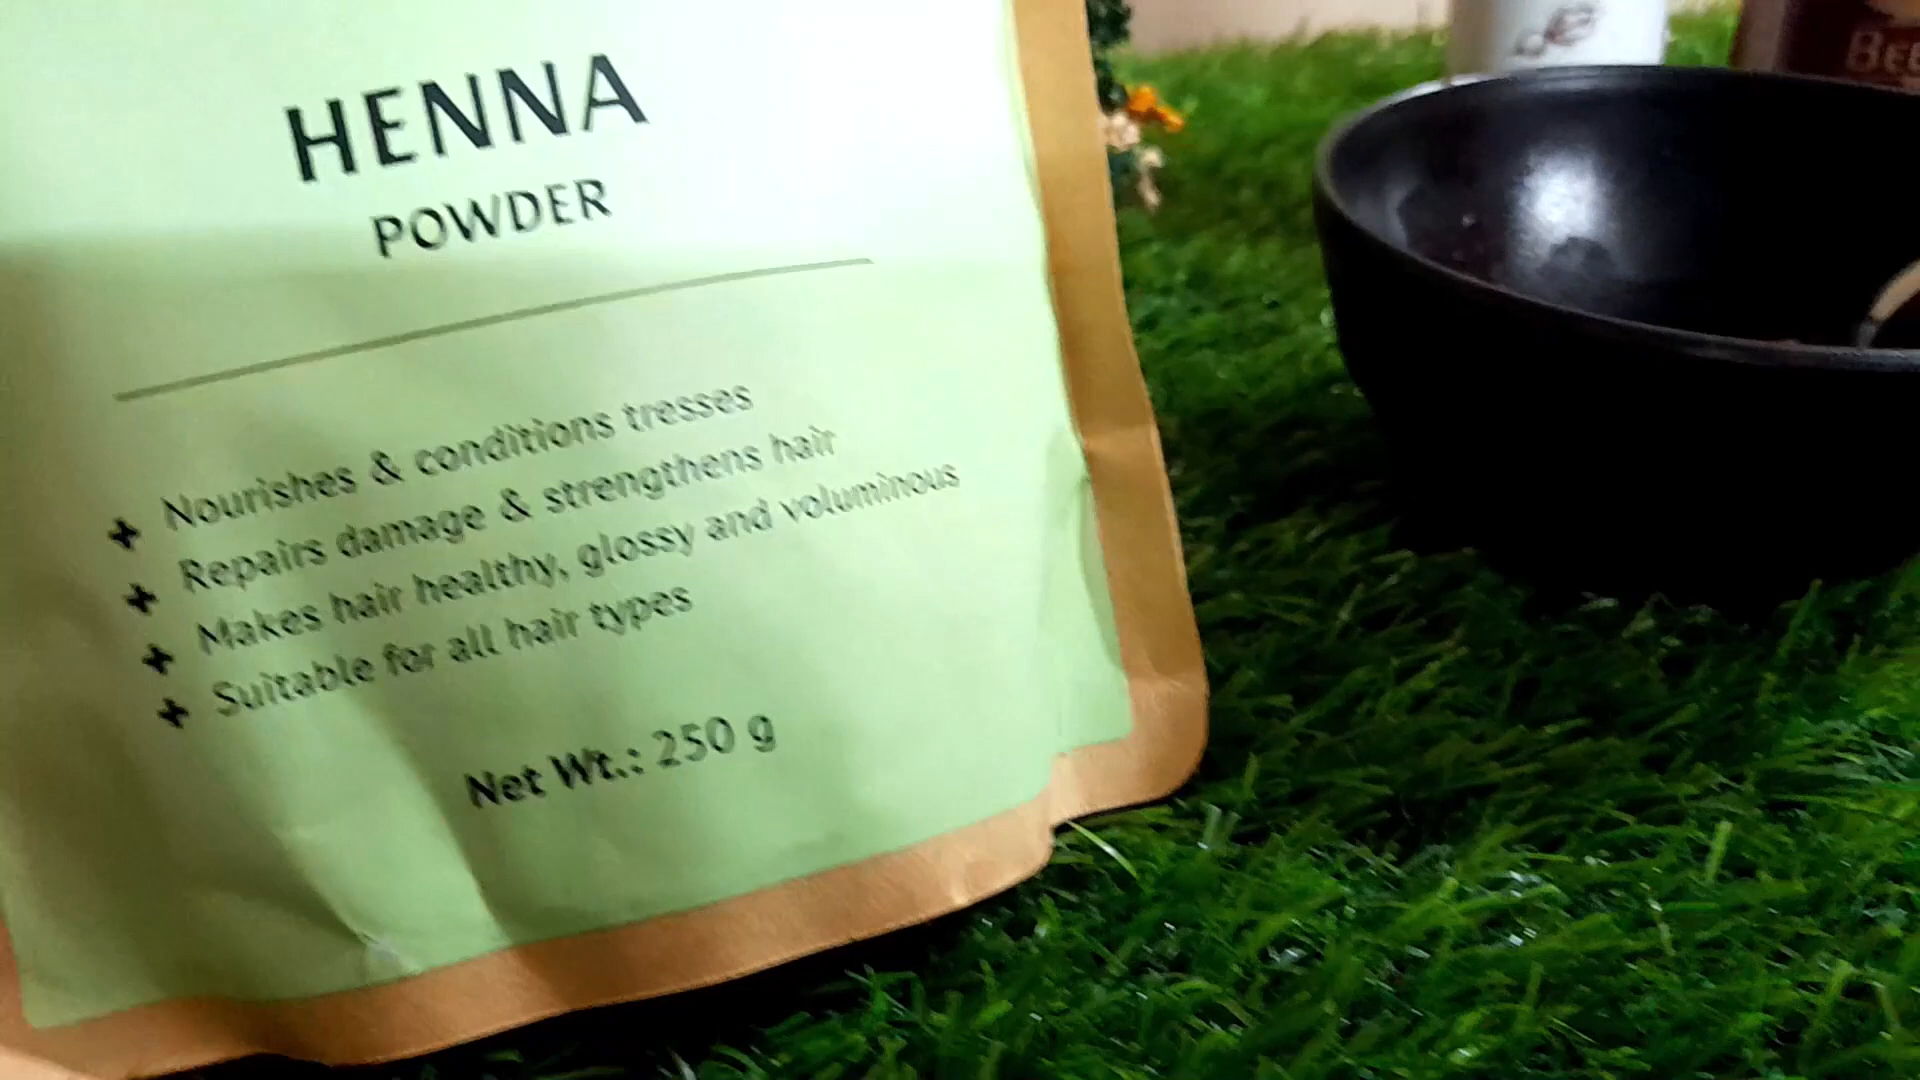 HENNA
POWDER
Nourishes & conditions tresses
Repairs damage & strengthens hair
Makes hair healthy, glossy and voluminous
Suitable for all hair types
Net Wt.: 250 g